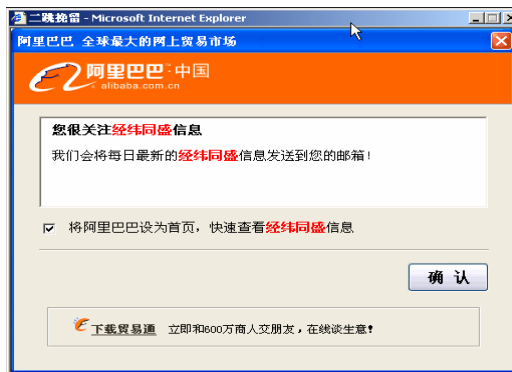 二跳挽留 - Microsoft Internet Explorer
阿里巴巴 全球最大的网上贸易市场
阿里巴巴™中国
alibaba.com.cn
您很关注经纬同盛信息
我们会将每日最新的经纬同盛信息发送到您的邮箱!
将阿里巴巴设为首页，快速查看经纬同盛信息
确 认
下载贸易通 立即和600万商人交朋友，在线谈生意!